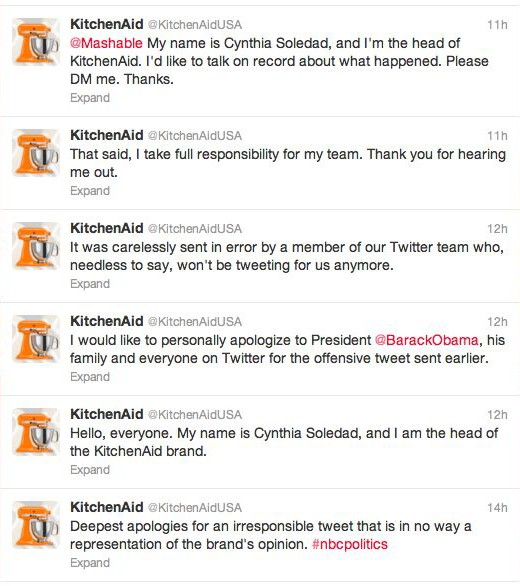 KitchenAid @KitchenAidUSA 11h
@Mashable My name is Cynthia Soledad, and I'm the head of
KitchenAid. I'd like to talk on record about what happened. Please
DM me. Thanks.
Expand
KitchenAid @KitchenAidUSA 11h
That said, I take full responsibility for my team. Thank you for hearing
me out.
Expand
KitchenAid @KitchenAidUSA 12h
It was carelessly sent in error by a member of our Twitter team who,
needless to say, won't be tweeting for us anymore.
Expand
KitchenAid @KitchenAidUSA 12h
I would like to personally apologize to President @BarackObama, his
family and everyone on Twitter for the offensive tweet sent earlier.
Expand
KitchenAid @KitchenAidUSA 12h
Hello, everyone. My name is Cynthia Soledad, and I am the head of
the KitchenAid brand.
Expand
KitchenAid @KitchenAidUSA 14h
Deepest apologies for an irresponsible tweet that is in no way a
representation of the brand's opinion. #nbcpolitics
Expand